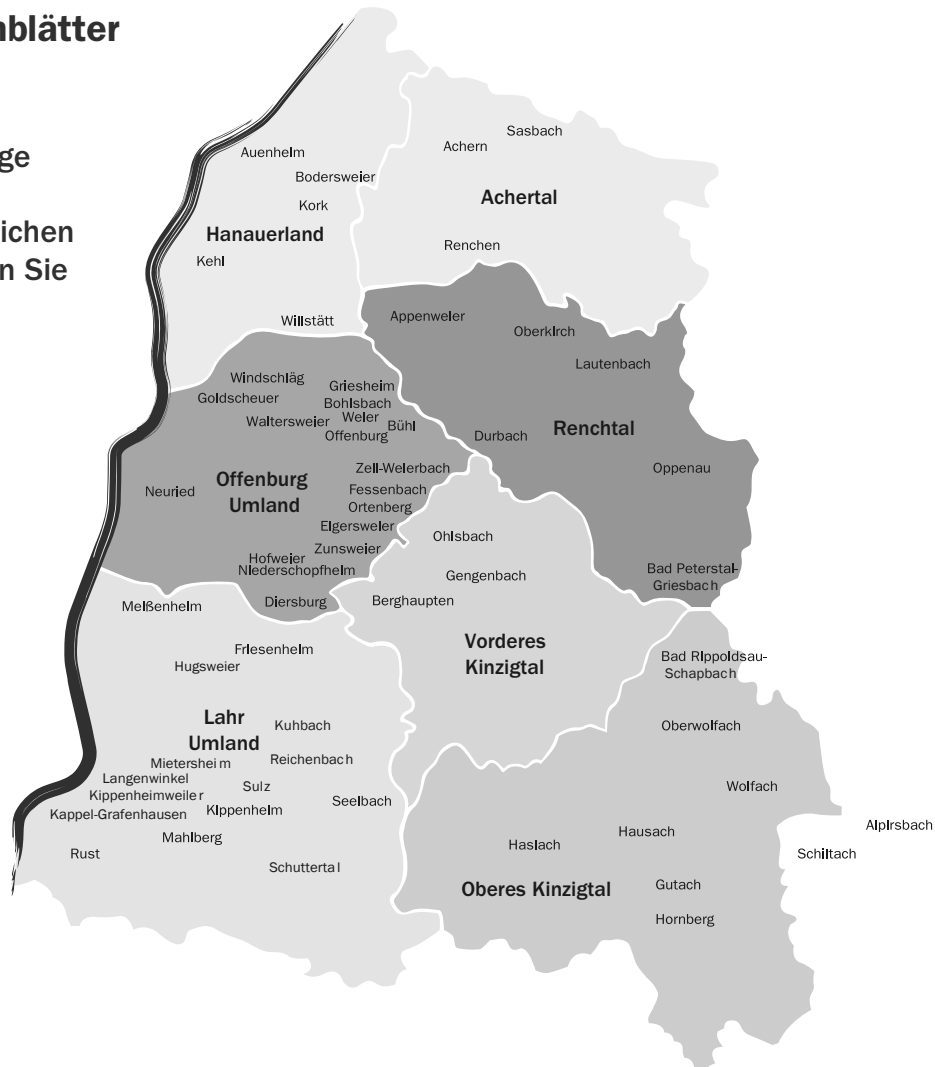 nblätter
ge
ichen
n Sie
Auenheim
Bodersweier
Kork
Hanauerland
Kehl
Willstätt
Sasbach
Achern
Achertal
Renchen
Appenweier
Oberkirch
Lautenbach
Durbach
Renchtal
Oppenau
Bad Peterstal-
Griesbach
Windschläg
Griesheim
Goldscheuer
Bohlsbach
Weier
Waltersweier
Bühl
Offenburg
Zell-Weierbach
Neuried
Offenburg
Umland
Fessenbach
Ortenberg
Elgersweier
Zunsweier
Hofweier
Niederschopfheim
Diersburg
Ohlsbach
Gengenbach
Berghaupten
Vorderes
Kinzigtal
Meißenheim
Friesenheim
Hugsweier
Lahr
Umland
Kuhbach
Mietersheim
Reichenbach
Langenwinkel
Sulz
Kippenheimweiler
Seelbach
Kappel-Grafenhausen
Kippenheim
Mahlberg
Rust
Schuttertal
Bad Rippoldsau-
Schapbach
Oberwolfach
Wolfach
Hausach
Haslach
Alpirsbach
Schiltach
Oberes Kinzigtal
Gutach
Hornberg